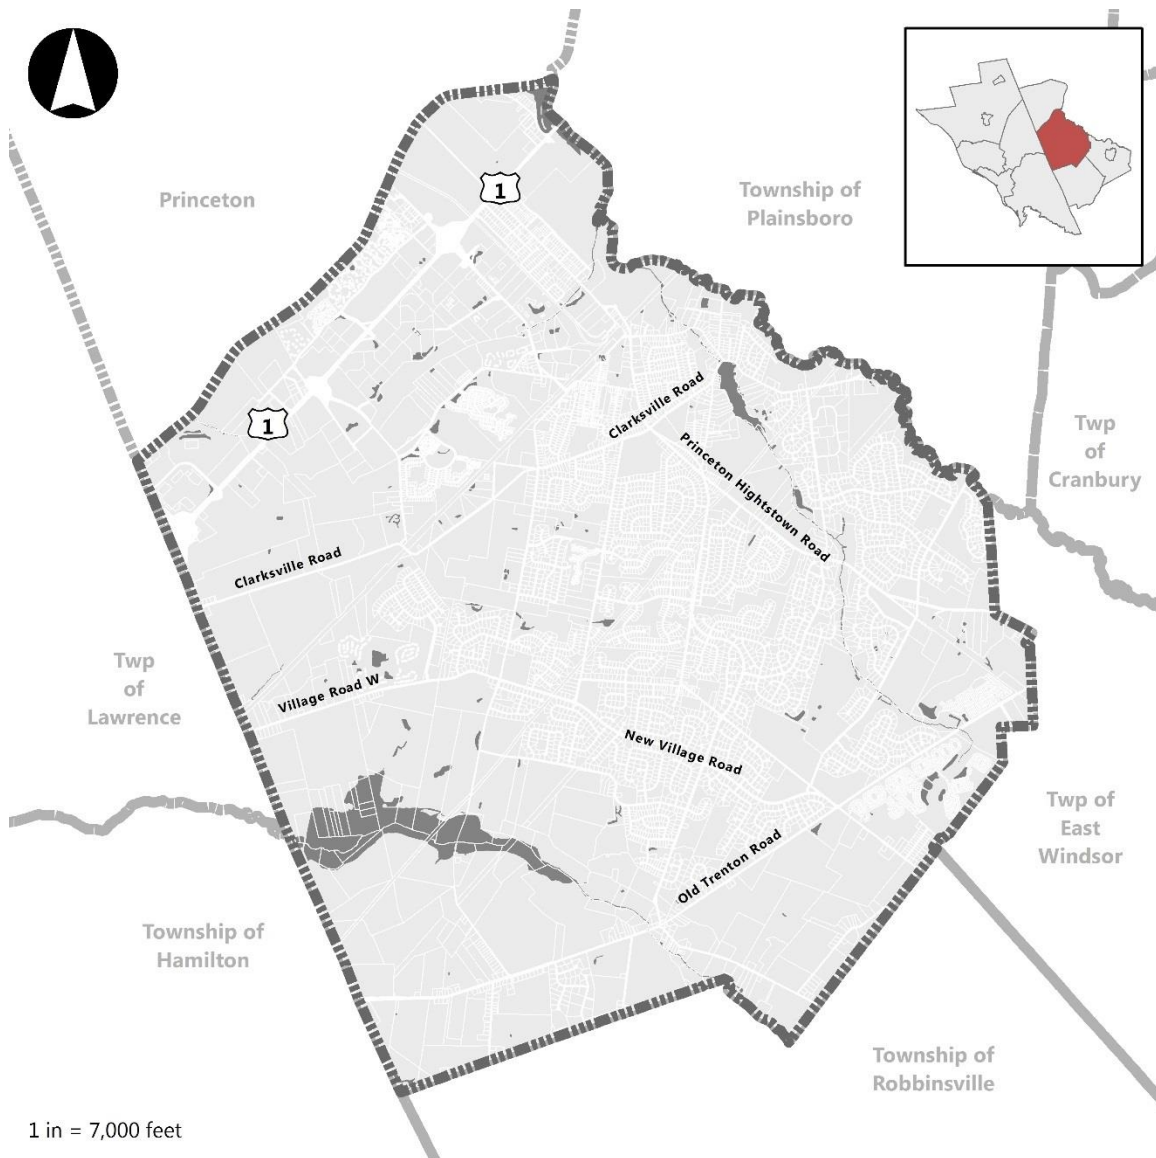 Princeton
1
Township of
Plainsboro
Clarksville Road
Princeton Hightstown Road
1
Twp
of
Cranbury
Clarksville Road
Twp
of
Lawrence
Village Road W
New Village Road
Twp of
East
Windsor
Old Trenton Road
Township of
Hamilton
Township of
Robbinsville
1 in = 7,000 feet